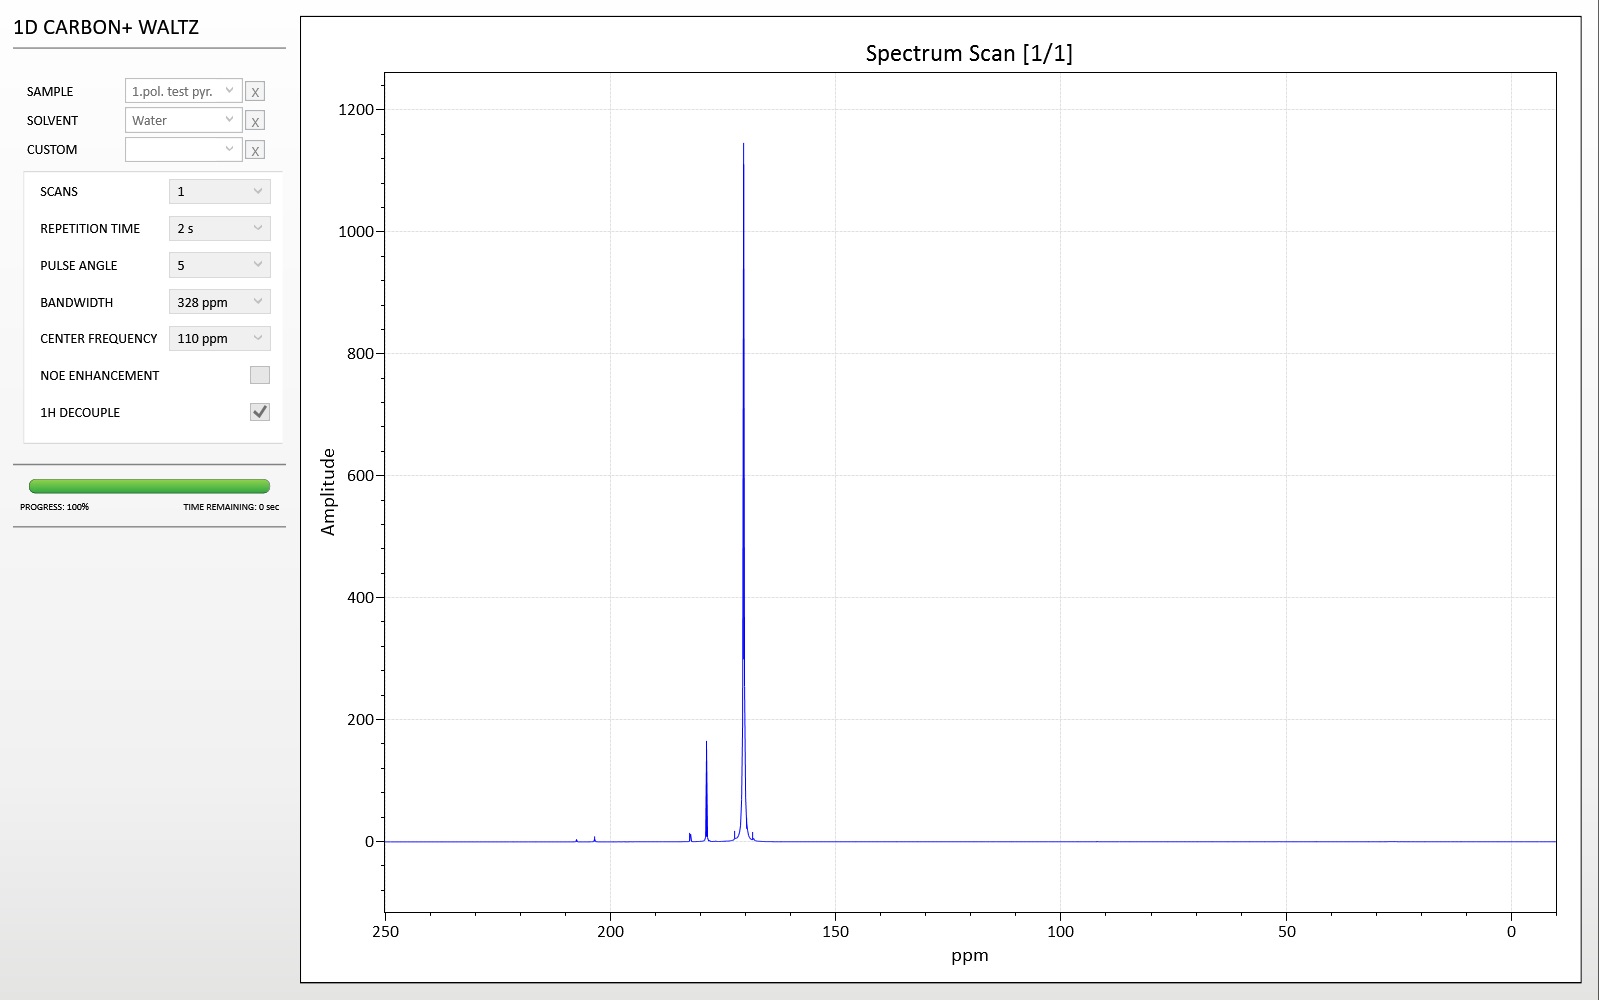 1D CARBON+ WALTZ
SAMPLE 1.pol. test pyr. X
SOLVENT Water X
CUSTOM X
SCANS 1
REPETITION TIME 2 s
PULSE ANGLE 5
BANDWIDTH 328 ppm
CENTER FREQUENCY 110 ppm
NOE ENHANCEMENT
1H DECOUPLE
PROGRESS: 100% TIME REMAINING: 0 sec
Spectrum Scan [1/1]
Amplitude
1200
1000
800
600
400
200
0
250 200 150 100 50 0
ppm